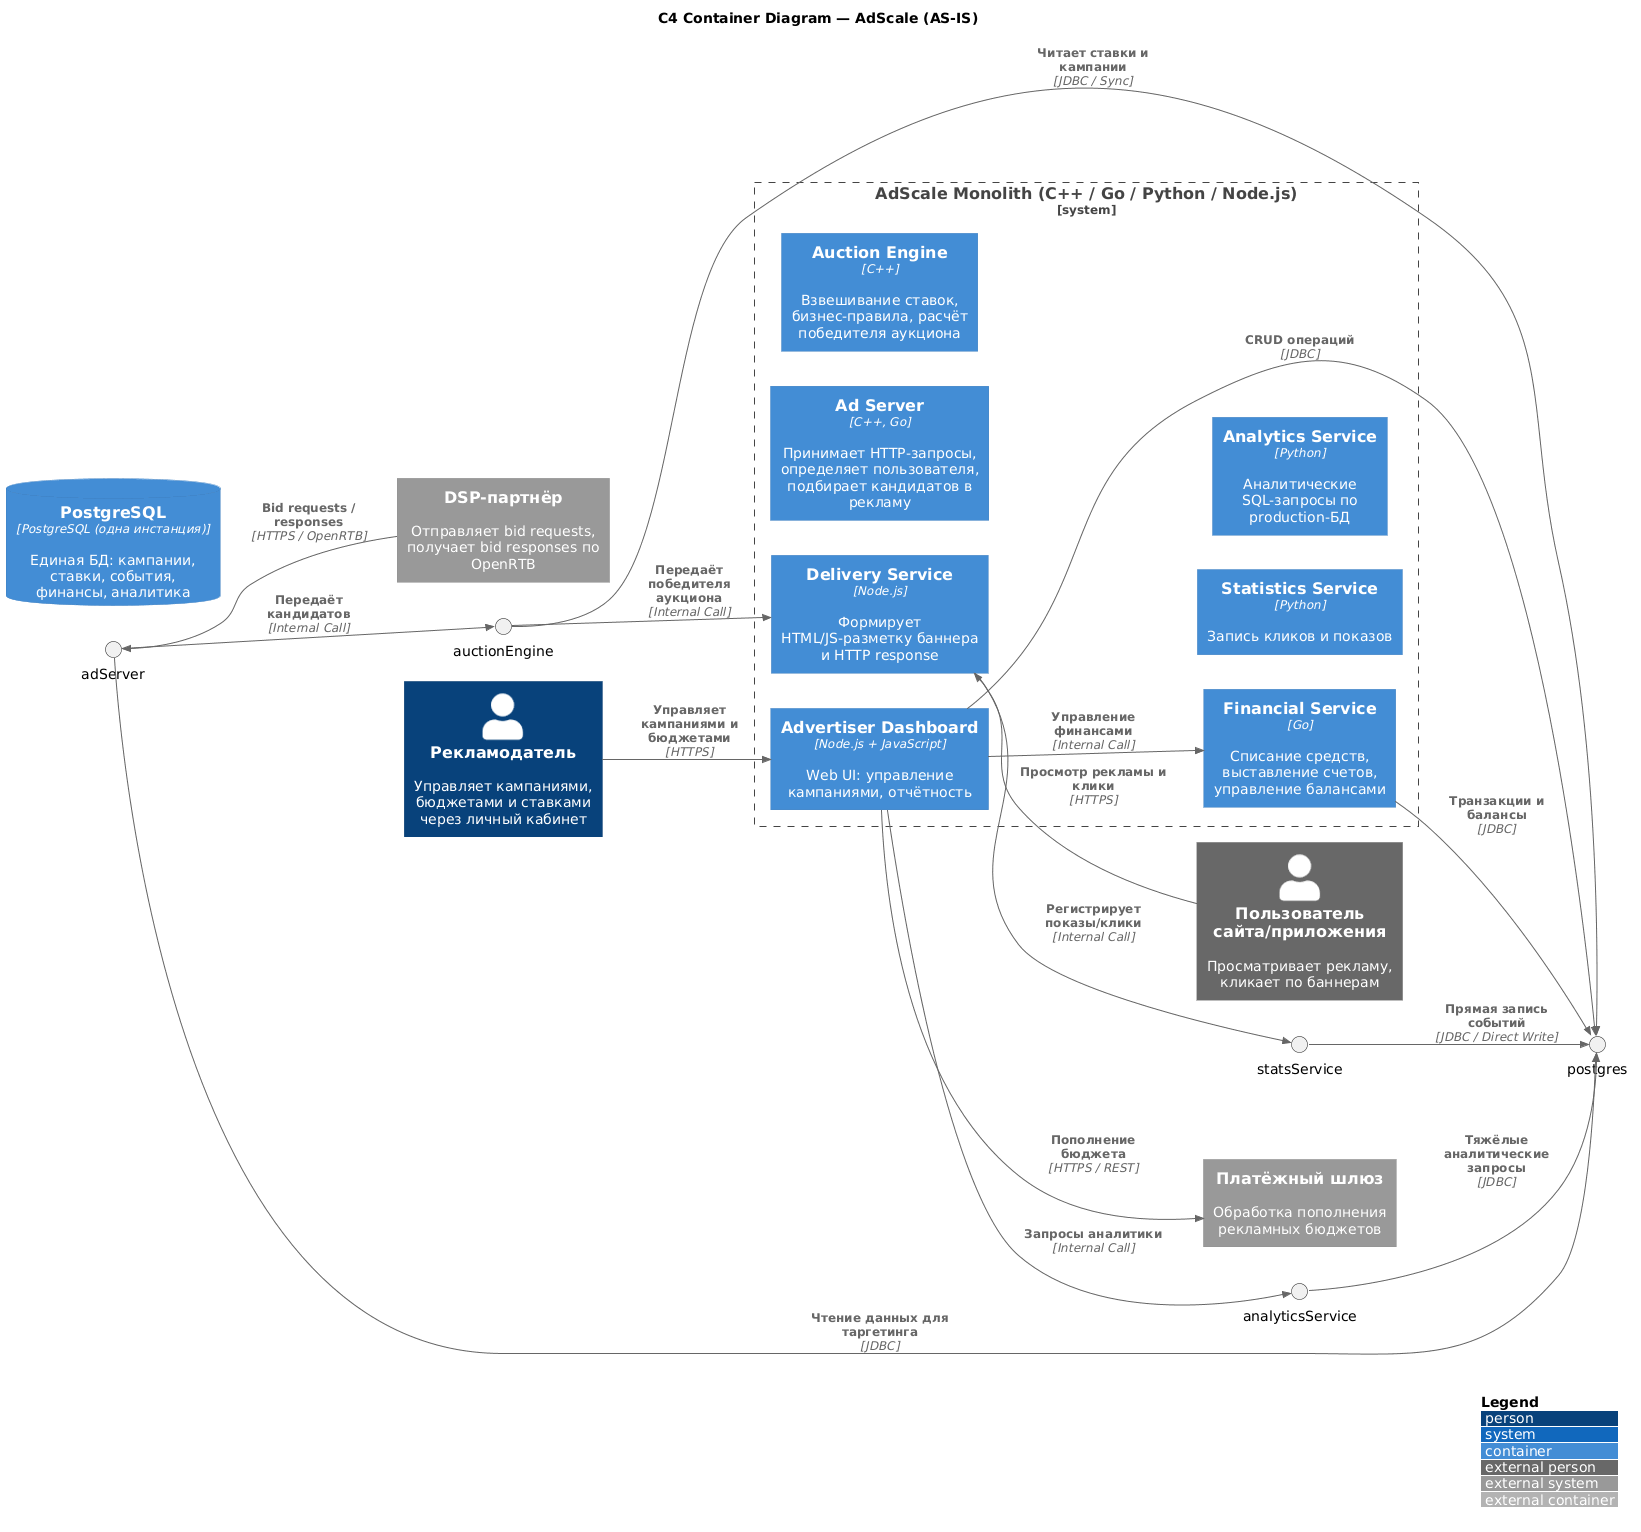 C4 Container Diagram — AdScale (AS-IS)
Читает ставки и
кампании
[JDBC / Sync]
AdScale Monolith (C++ / Go / Python / Node.js)
[system]
Auction Engine
[C++]
Взвешивание ставок,
бизнес-правила, расчёт
победителя аукциона
CRUD операций
[JDBC]
Ad Server
[C++, Go]
Принимает HTTP-запросы,
определяет пользователя,
подбирает кандидатов в
рекламу
Analytics Service
[Python]
Аналитические
SQL-запросы по
production-БД
PostgreSQL
[PostgreSQL (одна инстанция)]
Единая БД: кампании,
ставки, события,
финансы, аналитика
Bid requests /
responses
[HTTPS / OpenRTB]
DSP-партнёр
Отправляет bid requests,
получает bid responses по
OpenRTB
Передаёт
кандидатов
[Internal Call]
Передаёт
победителя
аукциона
[Internal Call]
Delivery Service
[Node.js]
Формирует
HTML/JS-разметку баннера
и HTTP response
Statistics Service
[Python]
Запись кликов и показов
adServer
auctionEngine
Рекламодатель
Управляет кампаниями,
бюджетами и ставками
через личный кабинет
Управляет
кампаниями и
бюджетами
[HTTPS]
Advertiser Dashboard
[Node.js + JavaScript]
Web UI: управление
кампаниями, отчётность
Управление
финансами
[Internal Call]
Просмотр рекламы и
клики
[HTTPS]
Financial Service
[Go]
Списание средств,
выставление счетов,
управление балансами
Транзакции и
балансы
[JDBC]
Регистрирует
показы/клики
[Internal Call]
Пользователь
сайта/приложения
Просматривает рекламу,
кликает по баннерам
Прямая запись
событий
[JDBC / Direct Write]
statsService
postgres
Пополнение
бюджета
[HTTPS / REST]
Платёжный шлюз
Обработка пополнения
рекламных бюджетов
Тяжёлые
аналитические
запросы
[JDBC]
Запросы аналитики
[Internal Call]
analyticsService
Чтение данных для
таргетинга
[JDBC]
Legend
person
system
container
external person
external system
external container